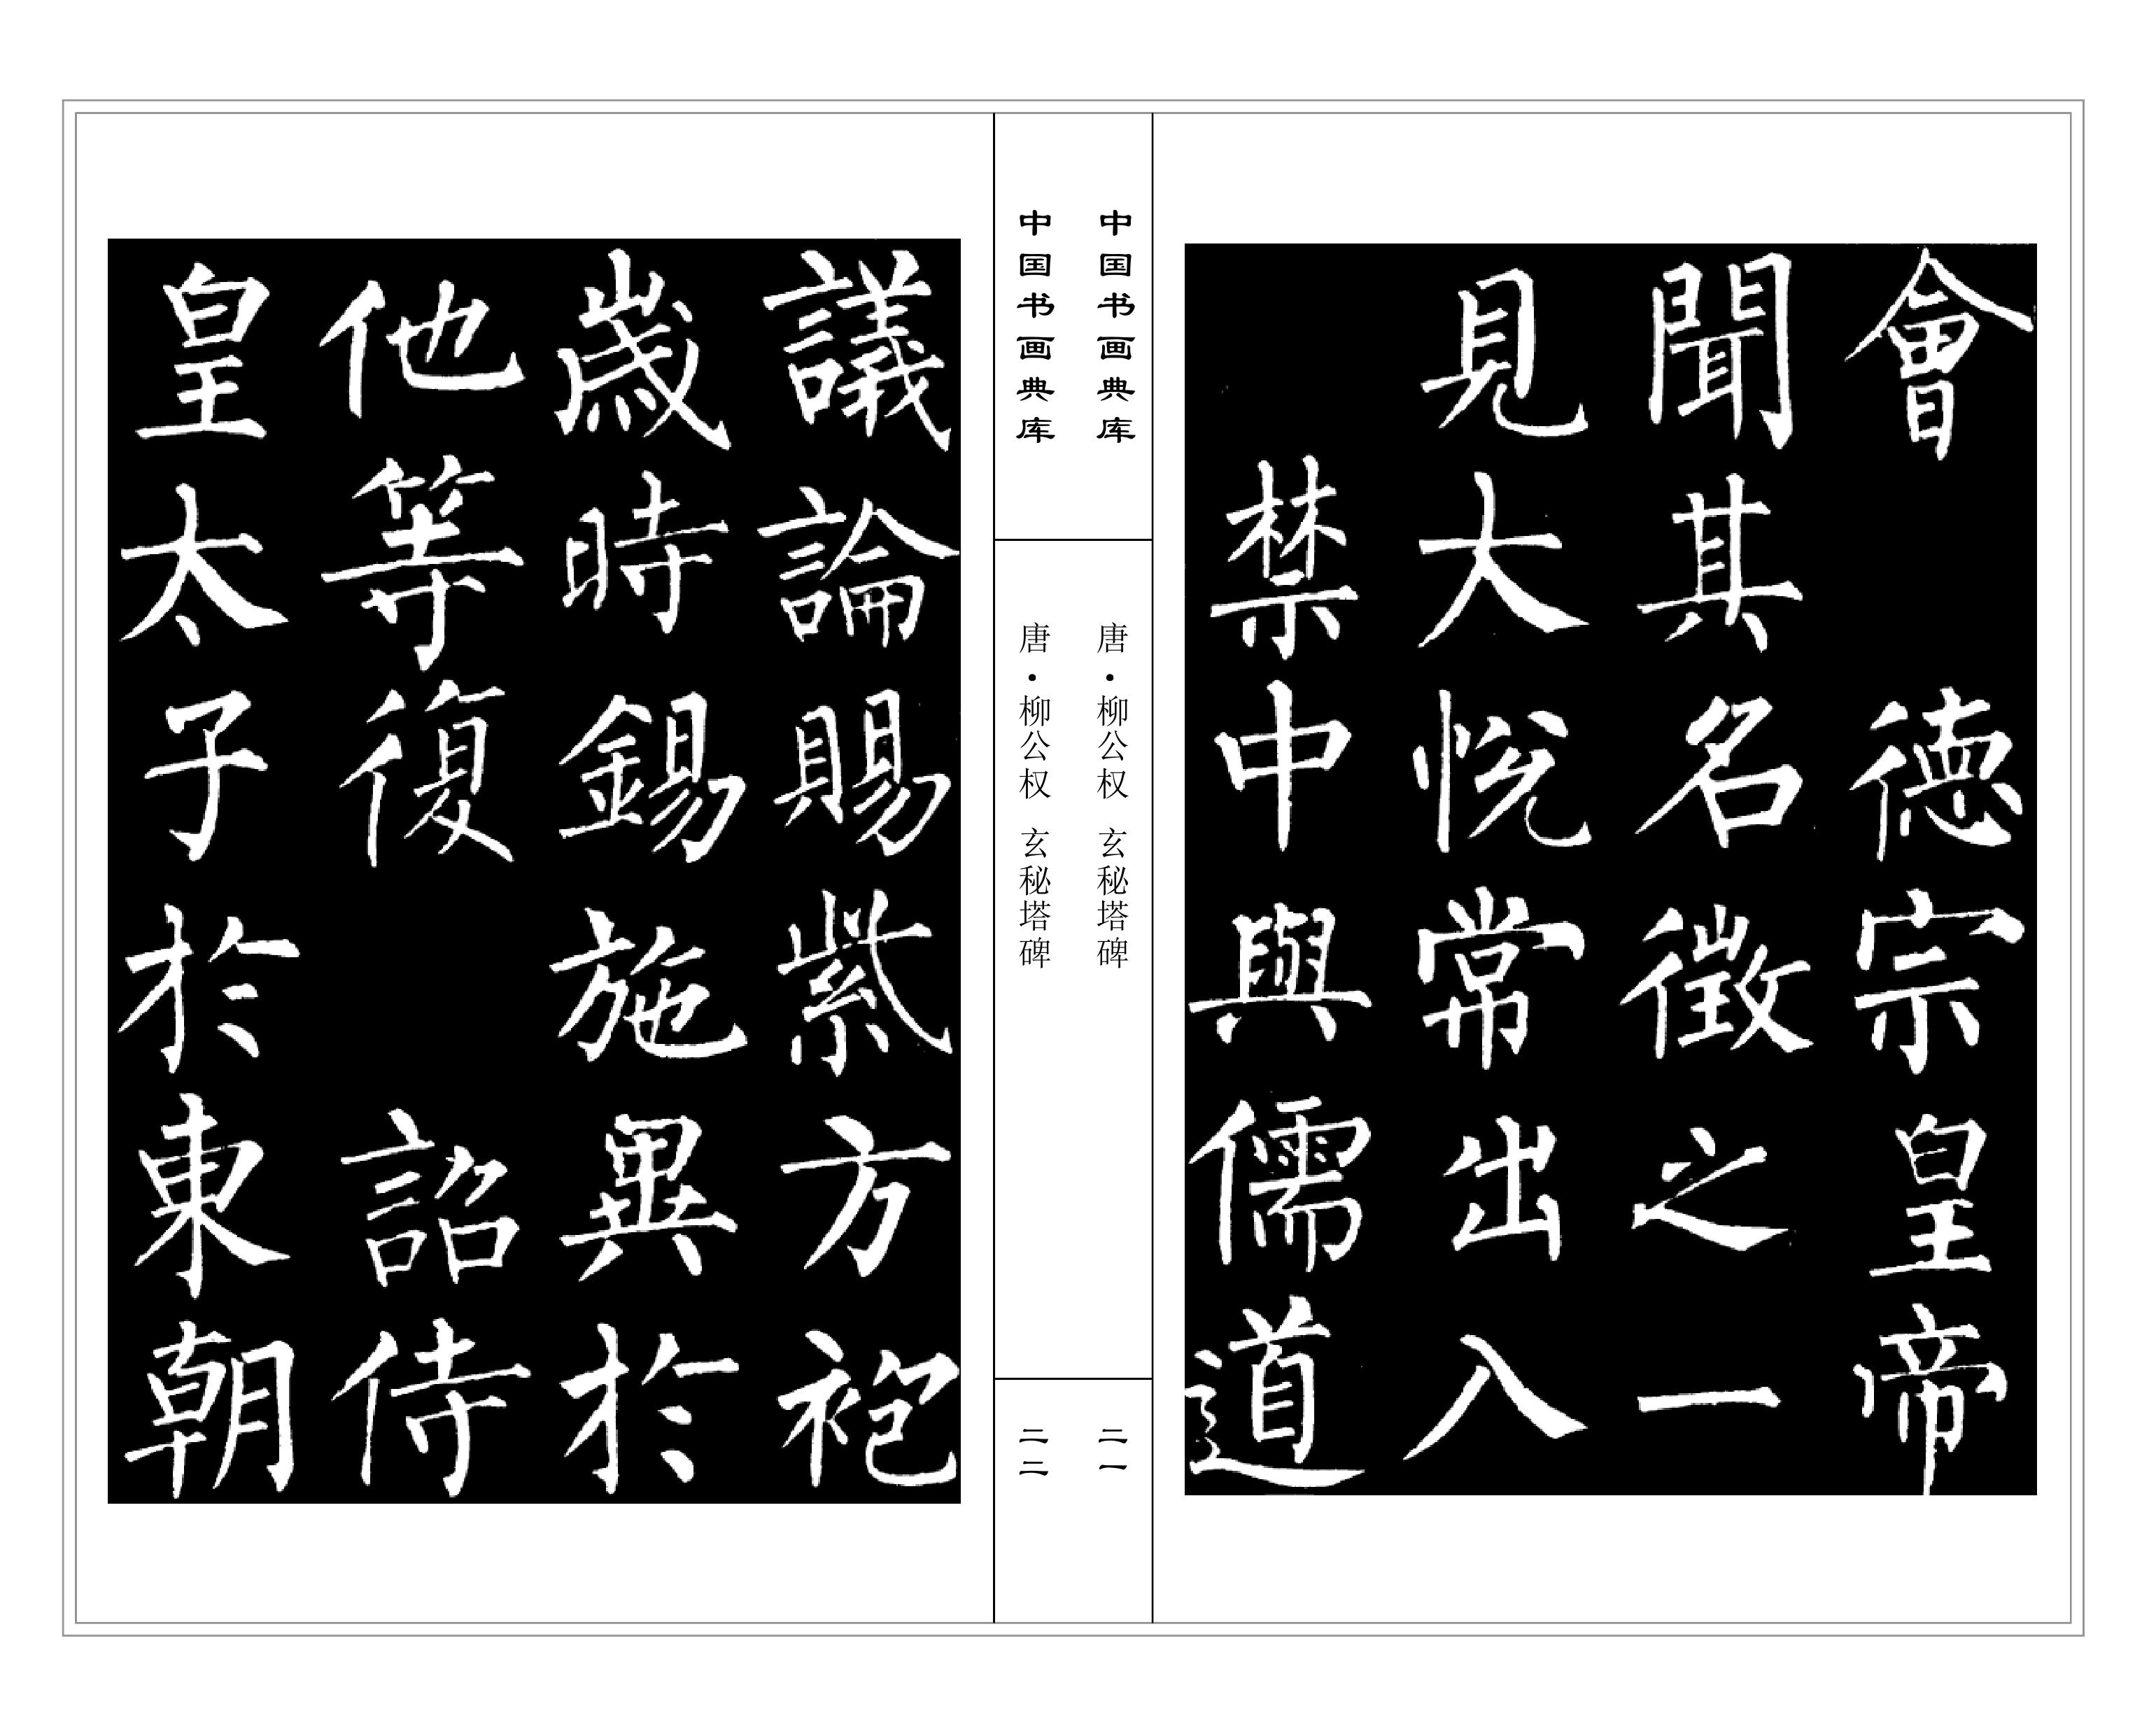 會德宗皇帝
聞其名徵之一
見大悅常出入
禁中與儒道
中国书画典库
唐·柳公权 玄秘塔碑
二一
中国书画典库
唐·柳公权 玄秘塔碑
二二
議論賜紫方袍
歲時錫施異於
他等復詔侍
皇太子於東朝